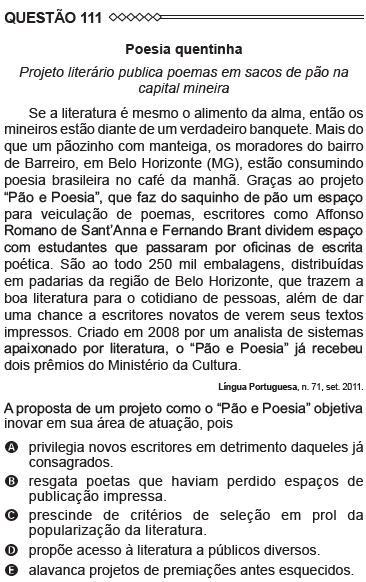 QUESTÃO 111
Poesia quentinha
Projeto literário publica poemas em sacos de pão na
capital mineira
Se a literatura é mesmo o alimento da alma, então os
mineiros estão diante de um verdadeiro banquete. Mais do
que um pãozinho com manteiga, os moradores do bairro
de Barreiro, em Belo Horizonte (MG), estão consumindo
poesia brasileira no café da manhã. Graças ao projeto
“Pão e Poesia”, que faz do saquinho de pão um espaço
para veiculação de poemas, escritores como Affonso
Romano de Sant’Anna e Fernando Brant dividem espaço
com estudantes que passaram por oficinas de escrita
poética. São ao todo 250 mil embalagens, distribuídas
em padarias da região de Belo Horizonte, que trazem a
boa literatura para o cotidiano de pessoas, além de dar
uma chance a escritores novatos de verem seus textos
impressos. Criado em 2008 por um analista de sistemas
apaixonado por literatura, o “Pão e Poesia” já recebeu
dois prêmios do Ministério da Cultura.
Língua Portuguesa, n. 71, set. 2011.
A proposta de um projeto como o “Pão e Poesia” objetiva
inovar em sua área de atuação, pois
A privilegia novos escritores em detrimento daqueles já
consagrados.
B resgata poetas que haviam perdido espaços de
publicação impressa.
C prescinde de critérios de seleção em prol da
popularização da literatura.
D propõe acesso à literatura a públicos diversos.
E alavanca projetos de premiações antes esquecidos.